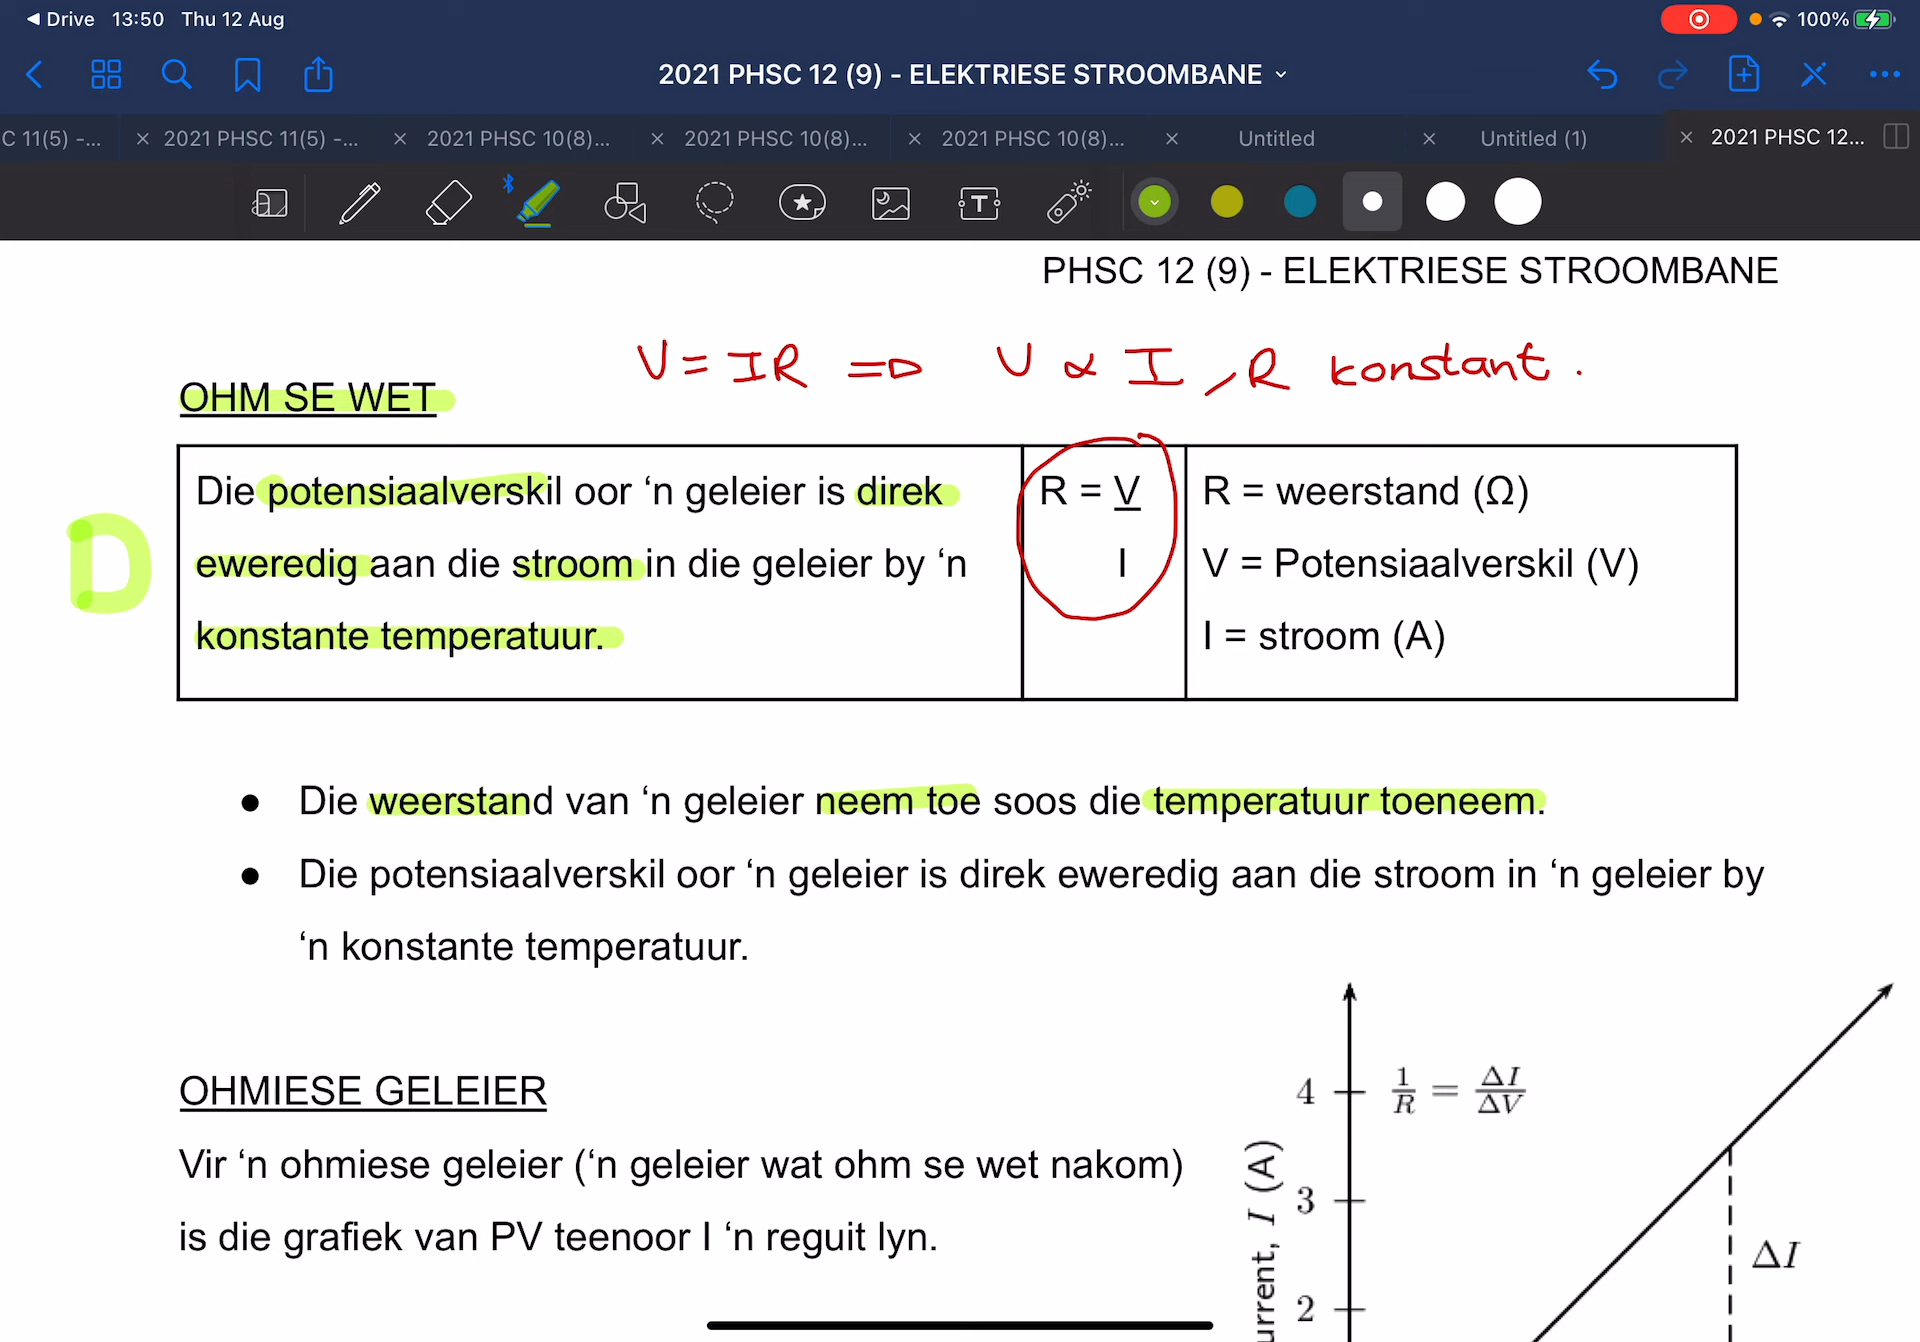 Drive 13:50 Thu 12 Aug 100%
2021 PHSC 12 (9) - ELEKTRIESE STROOMBANE
C 11(5) -... 2021 PHSC 11(5) -... 2021 PHSC 10(8)... 2021 PHSC 10(8)... 2021 PHSC 10(8)... Untitled Untitled (1) 2021 PHSC 12...
PHSC 12 (9) - ELEKTRIESE STROOMBANE
V = IR => V ∝ I, R konstant.
OHM SE WET
D
Die potensiaalverskil oor ‘n geleier is direk
eweredig aan die stroom in die geleier by ‘n
konstante temperatuur.
R = V
I
R = weerstand (Ω)
V = Potensiaalverskil (V)
I = stroom (A)
● Die weerstand van ‘n geleier neem toe soos die temperatuur toeneem.
● Die potensiaalverskil oor ‘n geleier is direk eweredig aan die stroom in ‘n geleier by
‘n konstante temperatuur.
OHMIESE GELEIER
Vir ‘n ohmiese geleier (‘n geleier wat ohm se wet nakom)
is die grafiek van PV teenoor I ‘n reguit lyn.
4
1/R = ΔI/ΔV
3
2
urrent, I (A)
ΔI